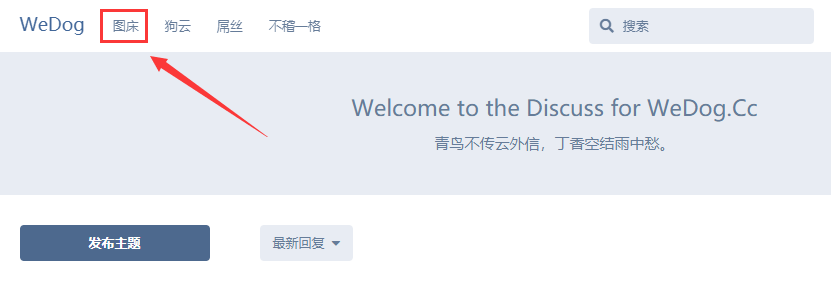 WeDog 图床 狗云 屌丝 不稽一格 搜索
Welcome to the Discuss for WeDog.Cc
青鸟不传云外信，丁香空结雨中愁。
发布主题 最新回复